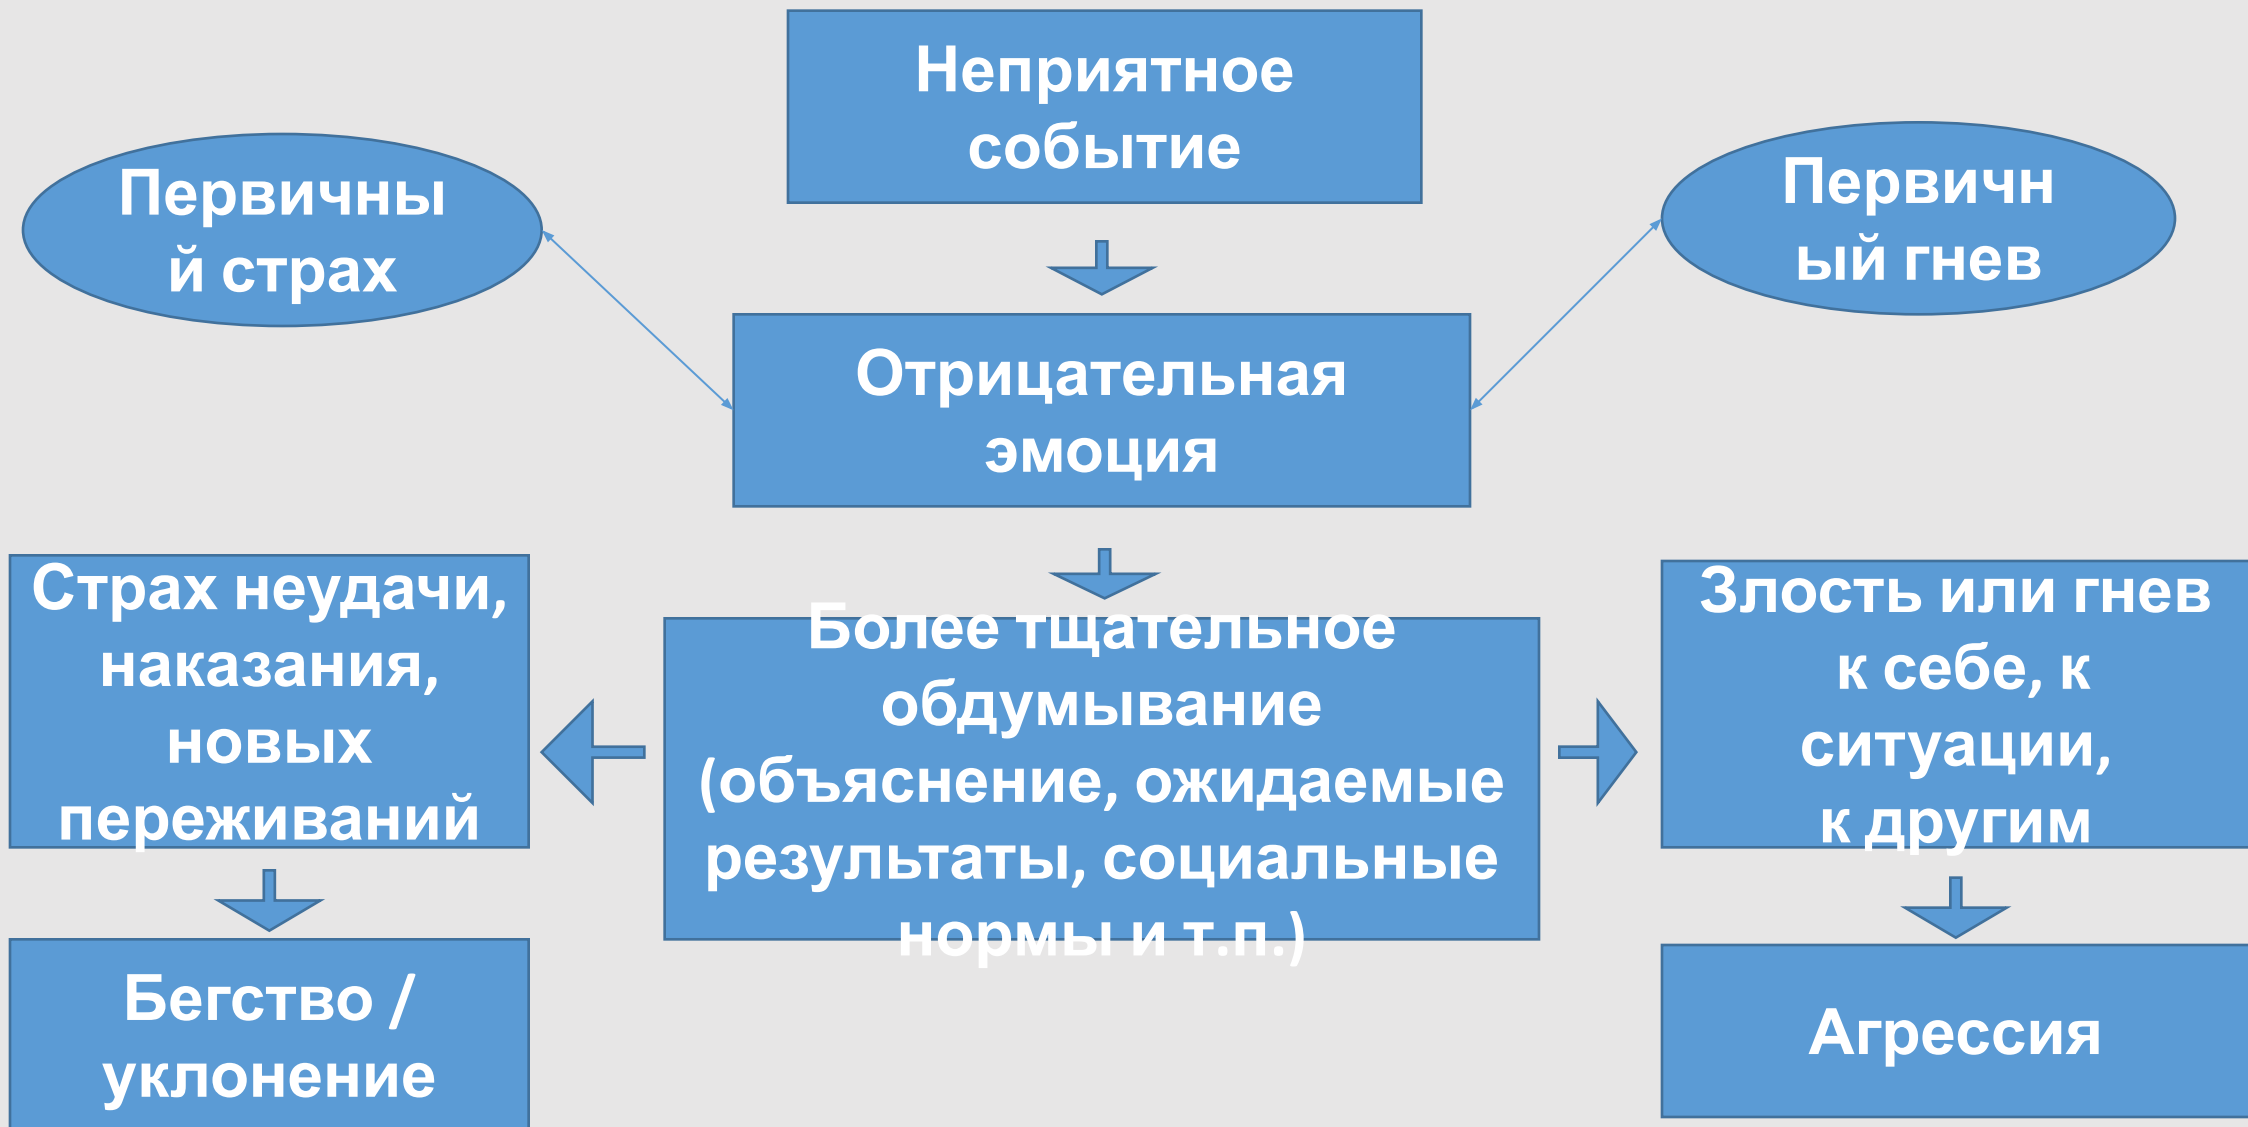 Неприятное
событие
Первичны
й страх
Первичн
ый гнев
Отрицательная
эмоция
Страх неудачи,
наказания,
новых
переживаний
Более тщательное
обдумывание
(объяснение, ожидаемые
результаты, социальные
нормы и т.п.)
Злость или гнев
к себе, к
ситуации,
к другим
Бегство /
уклонение
Агрессия